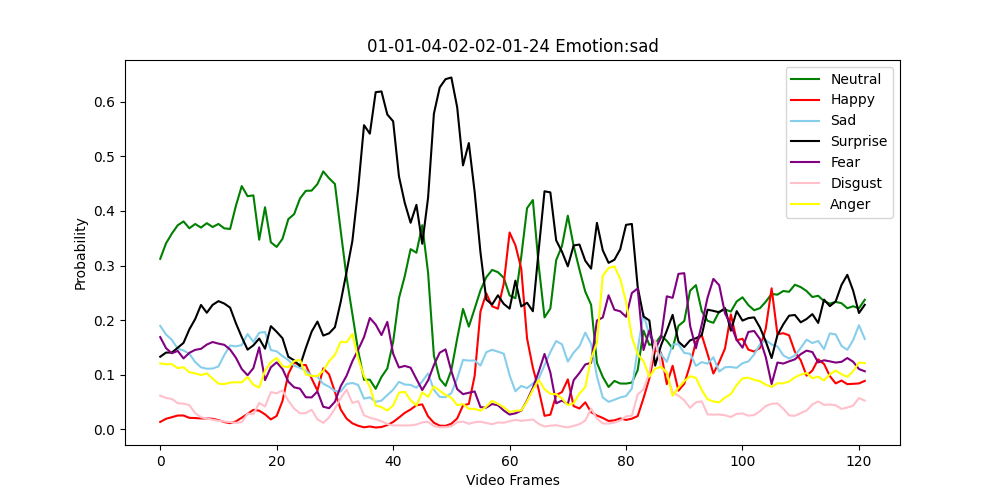 01-01-04-02-02-01-24 Emotion:sad
Neutral
Happy
Sad
Surprise
Fear
Disgust
Anger
Probability
0.6
0.5
0.4
0.3
0.2
0.1
0.0
0 20 40 60 80 100 120
Video Frames